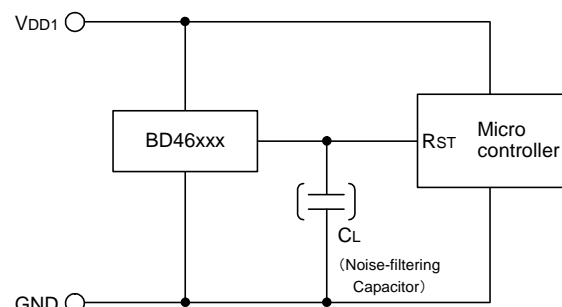 VDD1
BD46xxx
RST
Micro
controller
CL
（Noise-filtering
Capacitor）
GND